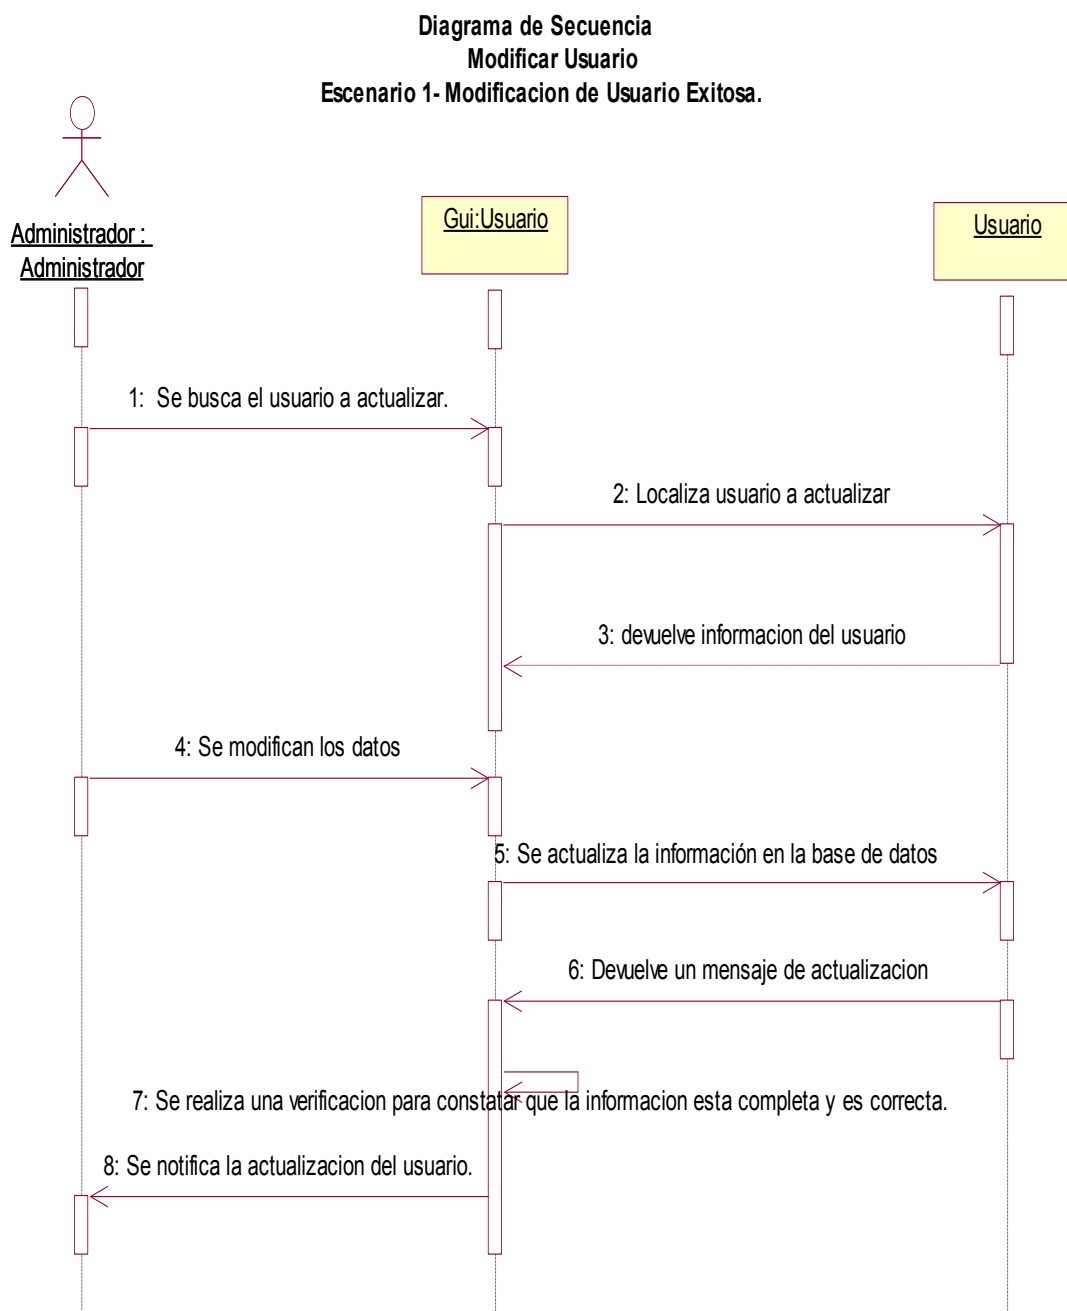 Diagrama de Secuencia
Modificar Usuario
Escenario 1- Modificacion de Usuario Exitosa.
Administrador :
Administrador
Gui:Usuario
Usuario
1: Se busca el usuario a actualizar.
2: Localiza usuario a actualizar
3: devuelve informacion del usuario
4: Se modifican los datos
5: Se actualiza la información en la base de datos
6: Devuelve un mensaje de actualizacion
7: Se realiza una verificacion para constatar que la informacion esta completa y es correcta.
8: Se notifica la actualizacion del usuario.